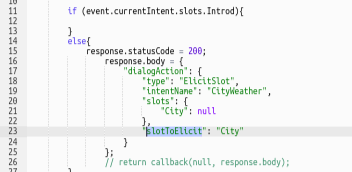 11 if (event.currentIntent.slots.Introd){
12
13 }
14 else{
15 response.statusCode = 200;
16 response.body = {
17 "dialogAction": {
18 "type": "ElicitSlot",
19 "intentName": "CityWeather",
20 "slots": {
21 "City": null
22 },
23 "slotToElicit": "City"
24 }
25 };
26 // return callback(null, response.body);